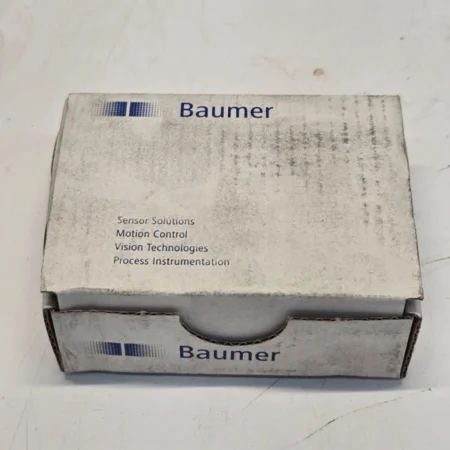 Baumer
Sensor Solutions
Motion Control
Vision Technologies
Process Instrumentation
Baumer